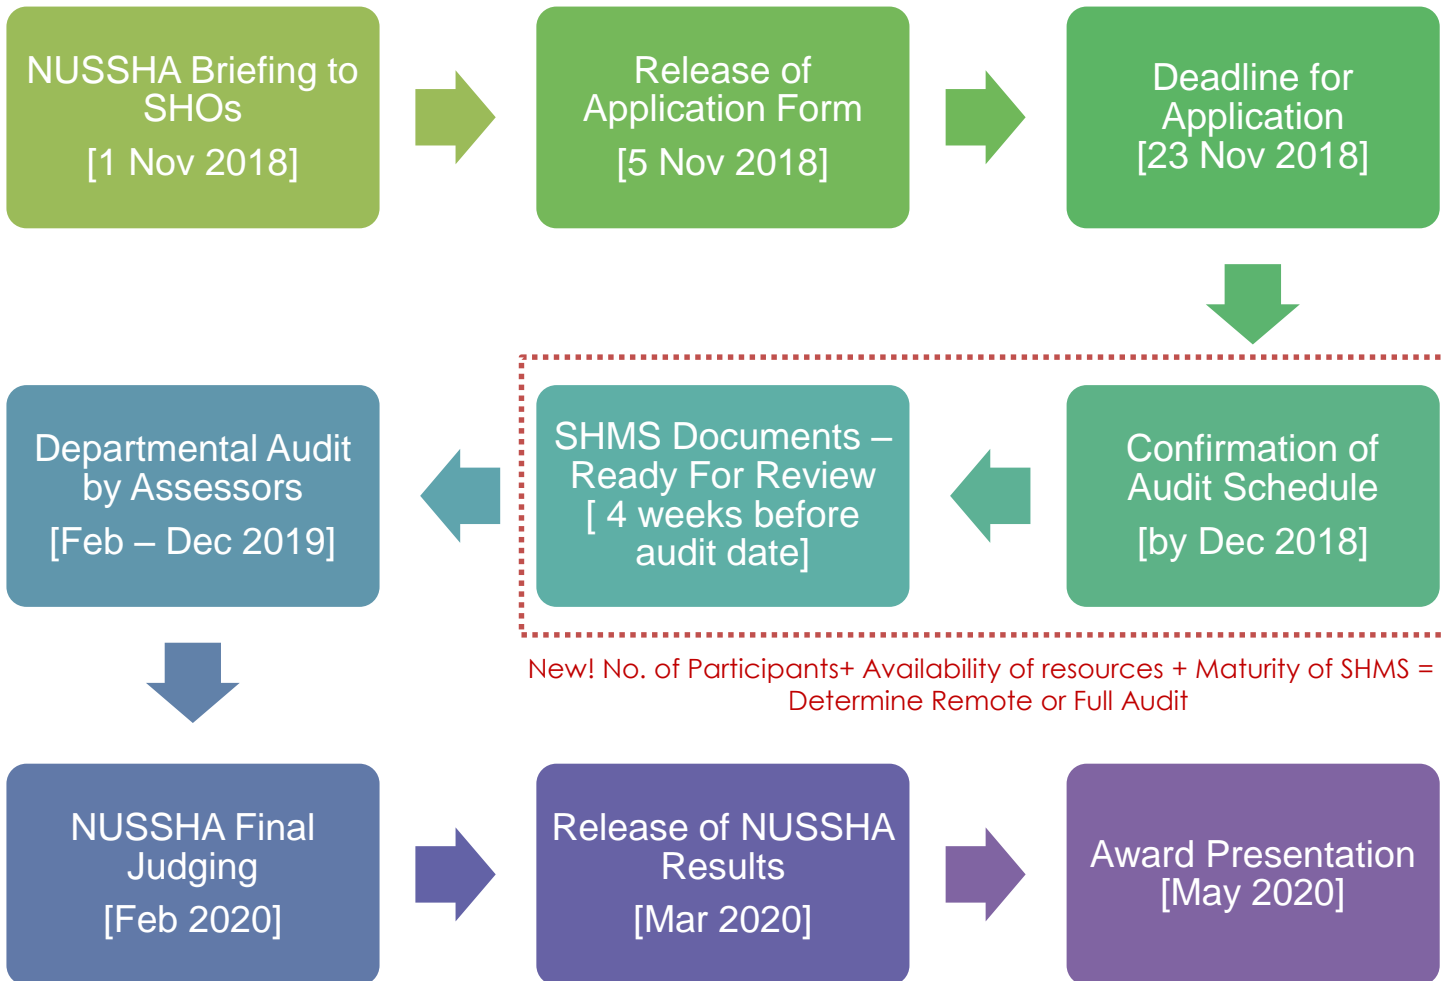 NUSSHA Briefing to
SHOs
[1 Nov 2018]
Release of
Application Form
[5 Nov 2018]
Deadline for
Application
[23 Nov 2018]
Confirmation of
Audit Schedule
[by Dec 2018]
SHMS Documents –
Ready For Review
[ 4 weeks before
audit date]
New! No. of Participants+ Availability of resources + Maturity of SHMS =
Determine Remote or Full Audit
Departmental Audit
by Assessors
[Feb – Dec 2019]
NUSSHA Final
Judging
[Feb 2020]
Release of NUSSHA
Results
[Mar 2020]
Award Presentation
[May 2020]